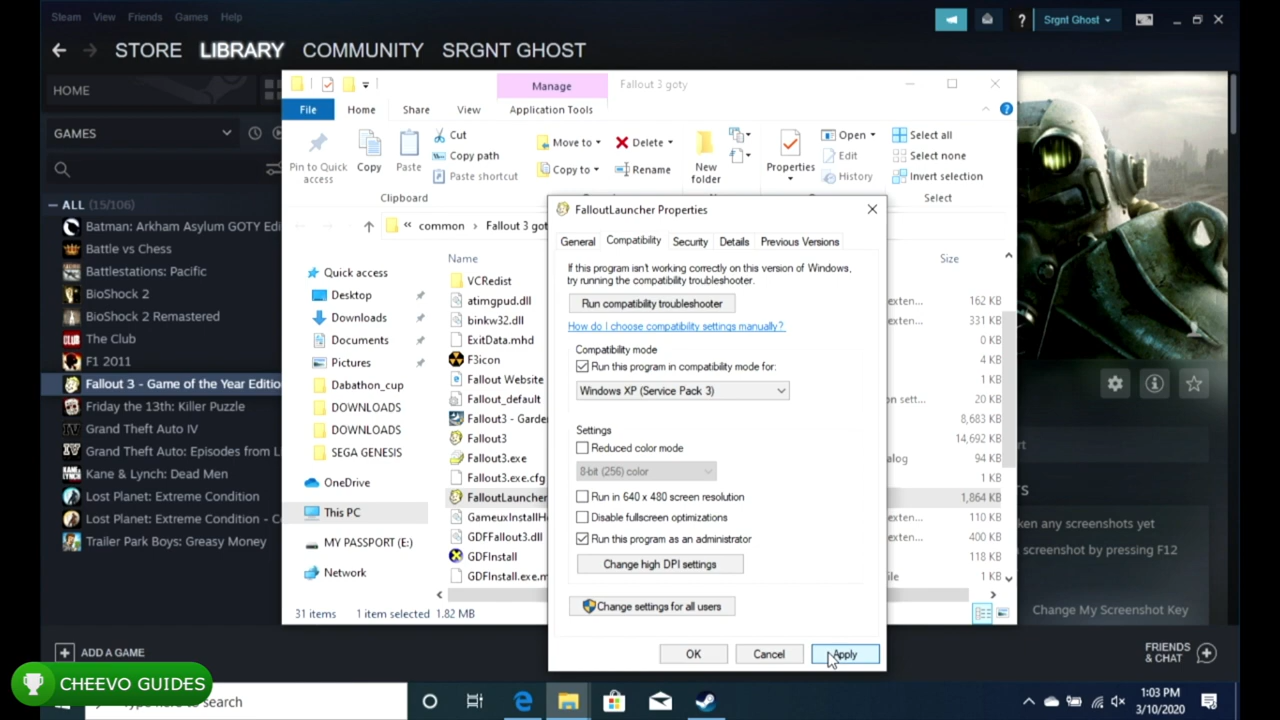 Steam View Friends Games Help
Srgnt Ghost
STORE LIBRARY COMMUNITY SRGNT GHOST
HOME
GAMES
ALL (15/106)
Batman: Arkham Asylum GOTY Edi
Battle vs Chess
Battlestations: Pacific
BioShock 2
BioShock 2 Remastered
The Club
F1 2011
Fallout 3 - Game of the Year Editio
Friday the 13th: Killer Puzzle
Grand Theft Auto IV
Grand Theft Auto: Episodes from Li
Kane & Lynch: Dead Men
Lost Planet: Extreme Condition
Lost Planet: Extreme Condition - C
Trailer Park Boys: Greasy Money
ADD A GAME
Manage
Fallout 3 goty
File Home Share View Application Tools
Pin to Quick access
Copy
Paste
Cut
Copy path
Paste shortcut
Clipboard
Move to
Copy to
Delete
Rename
New folder
Properties
Open
Edit
History
Select all
Select none
Invert selection
Select
« common Fallout 3 got
Quick access
Desktop
Downloads
Documents
Pictures
Dabathon_cup
DOWNLOADS
DOWNLOADS
SEGA GENESIS
OneDrive
This PC
MY PASSPORT (E:)
Network
Name
VCRedist
atimgpud.dll
binkw32.dll
ExitData.mhd
F3icon
Fallout Website
Fallout_default
Fallout3 - Garde
Fallout3
Fallout3.exe
Fallout3.exe.cfg
FalloutLauncher
GameuxInstallH
GDFFallout3.dll
GDFInstall
GDFInstall.exe.m
Size
exten... 162 KB
exten... 331 KB
0 KB
4 KB
1 KB
on sett... 20 KB
8,683 KB
14,692 KB
alog 94 KB
1 KB
1,864 KB
exten... 110 KB
exten... 400 KB
118 KB
ile 1 KB
31 items 1 item selected 1.82 MB
FalloutLauncher Properties
General Compatibility Security Details Previous Versions
If this program isn't working correctly on this version of Windows,
try running the compatibility troubleshooter.
Run compatibility troubleshooter
How do I choose compatibility settings manually?
Compatibility mode
Run this program in compatibility mode for:
Windows XP (Service Pack 3)
Settings
Reduced color mode
8-bit (256) color
Run in 640 x 480 screen resolution
Disable fullscreen optimizations
Run this program as an administrator
Change high DPI settings
Change settings for all users
OK Cancel Apply
ken any screenshots yet
screenshot by pressing F12
Change My Screenshot Key
FRIENDS
& CHAT
CHEEVO GUIDES
Type here to search
1:03 PM
3/10/2020